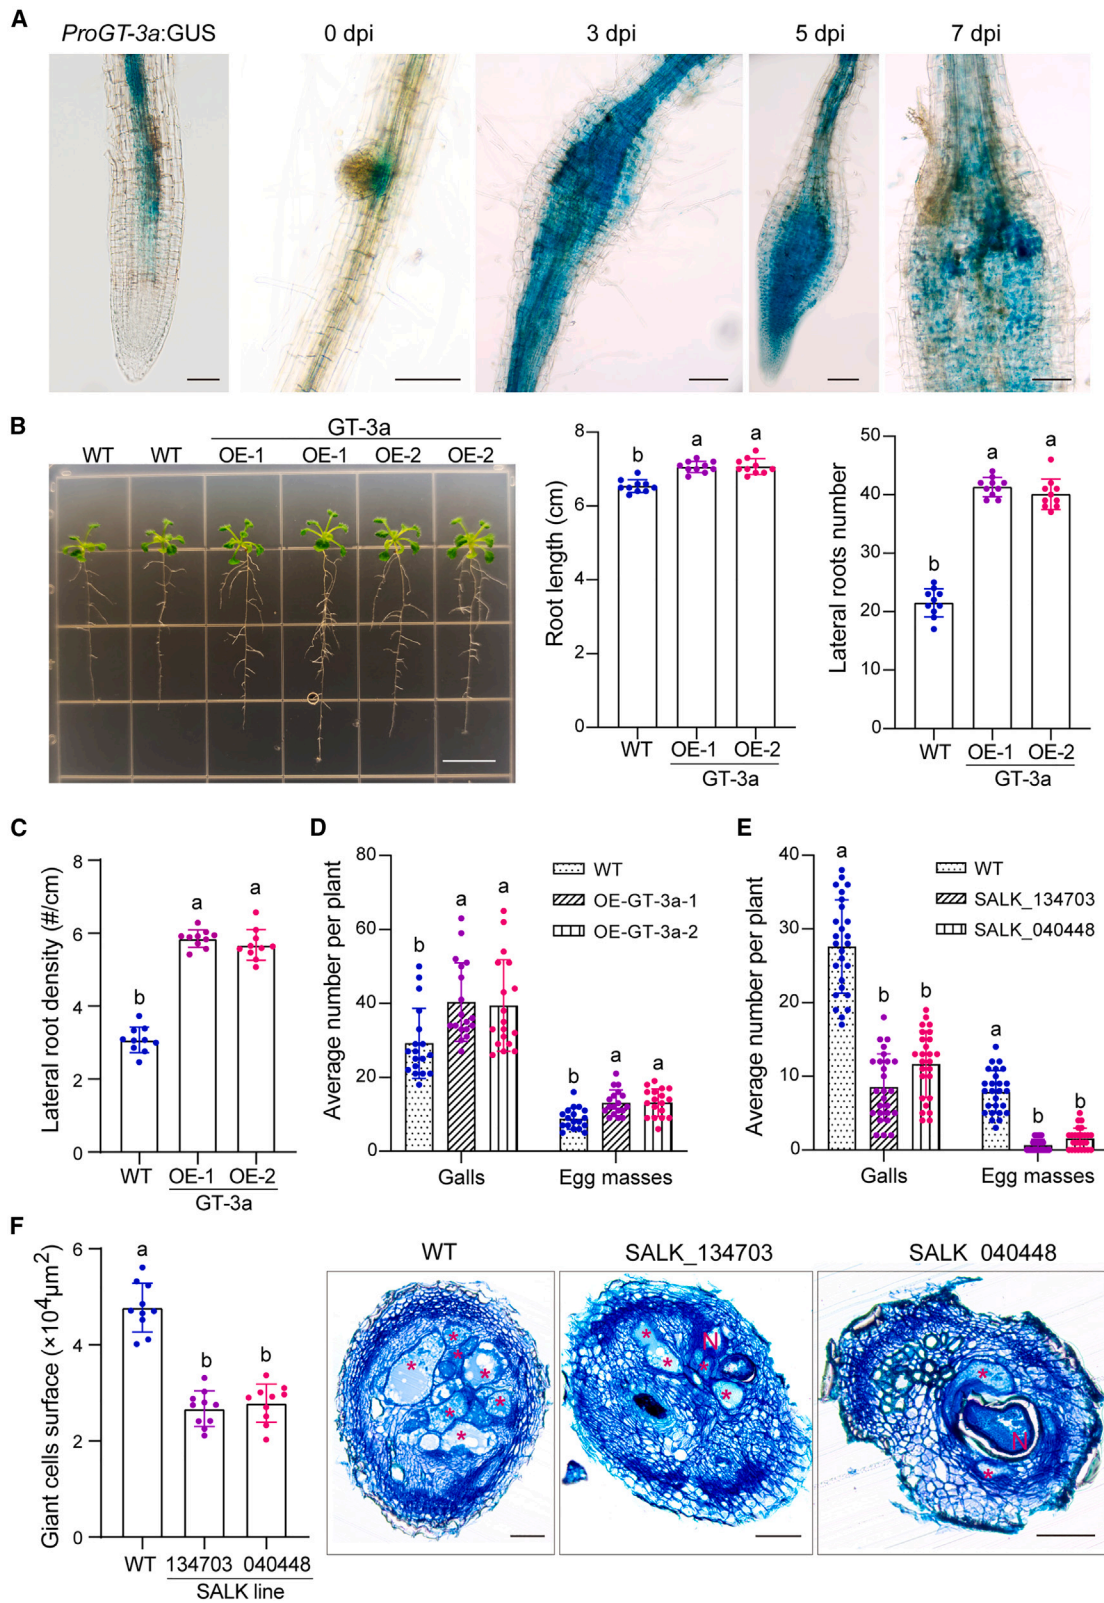 A
ProGT-3a:GUS
0 dpi
3 dpi
5 dpi
7 dpi
B
GT-3a
WT WT OE-1 OE-1 OE-2 OE-2
Root length (cm)
8
6
4
2
0
b
a
a
WT
OE-1
OE-2
GT-3a
Lateral roots number
50
40
30
20
10
0
b
a
a
WT
OE-1
OE-2
GT-3a
C
Lateral root density (#/cm)
8
6
4
2
0
b
a
a
WT
OE-1
OE-2
GT-3a
D
Average number per plant
80
60
40
20
0
WT
OE-GT-3a-1
OE-GT-3a-2
b
a
a
b
a
a
Galls
Egg masses
E
Average number per plant
40
30
20
10
0
WT
SALK_134703
SALK_040448
a
b
b
a
b
b
Galls
Egg masses
F
Giant cells surface (×10⁴μm²)
6
4
2
0
a
b
b
WT
134703
040448
SALK line
WT
* * * * * * *
SALK_134703
* * * *
N
SALK 040448
* *
N